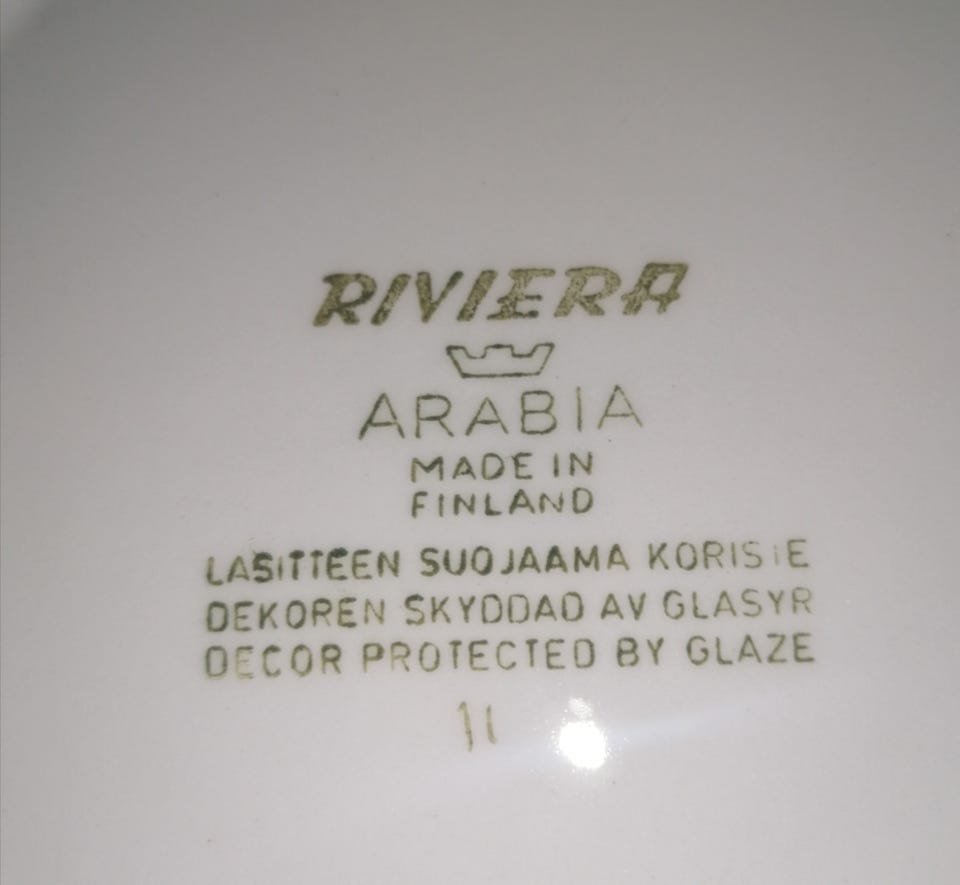 RIVIERA
ARABIA
MADE IN
FINLAND
LASITTEEN SUOJAAMA KORISTE
DEKOREN SKYDDAD AV GLASYR
DECOR PROTECTED BY GLAZE
11